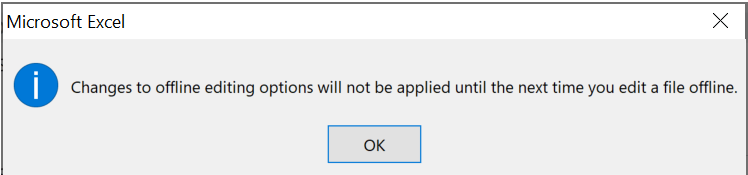 Microsoft Excel
Changes to offline editing options will not be applied until the next time you edit a file offline.
OK